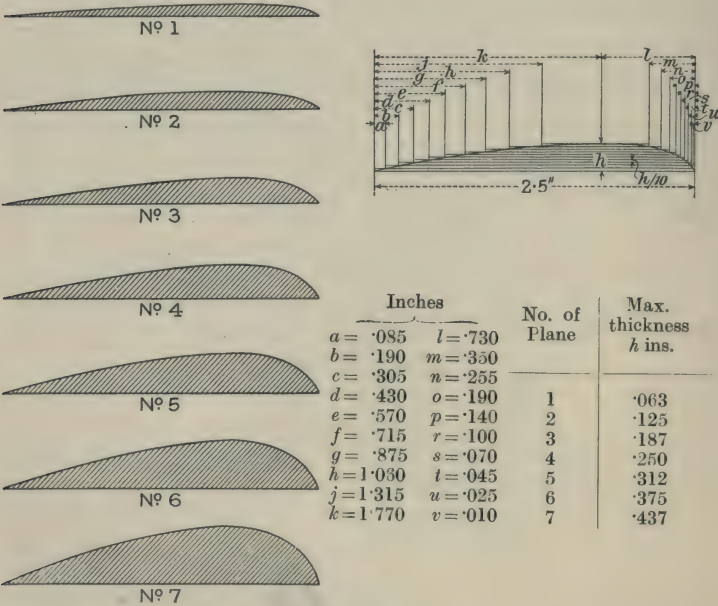 Nº 1
Nº 2
Nº 3
Nº 4
Nº 5
Nº 6
Nº 7
k l
j m
h n
g o p
f
e r
d s
c t
b u
a v
h
h/10
2·5"
Inches
a = ·085 l = ·730
b = ·190 m = ·350
c = ·305 n = ·255
d = ·430 o = ·190
e = ·570 p = ·140
f = ·715 r = ·100
g = ·875 s = ·070
h = 1·060 t = ·045
j = 1·315 u = ·025
k = 1·770 v = ·010
No. of Plane
Max. thickness h ins.
1 ·063
2 ·125
3 ·187
4 ·250
5 ·312
6 ·375
7 ·437